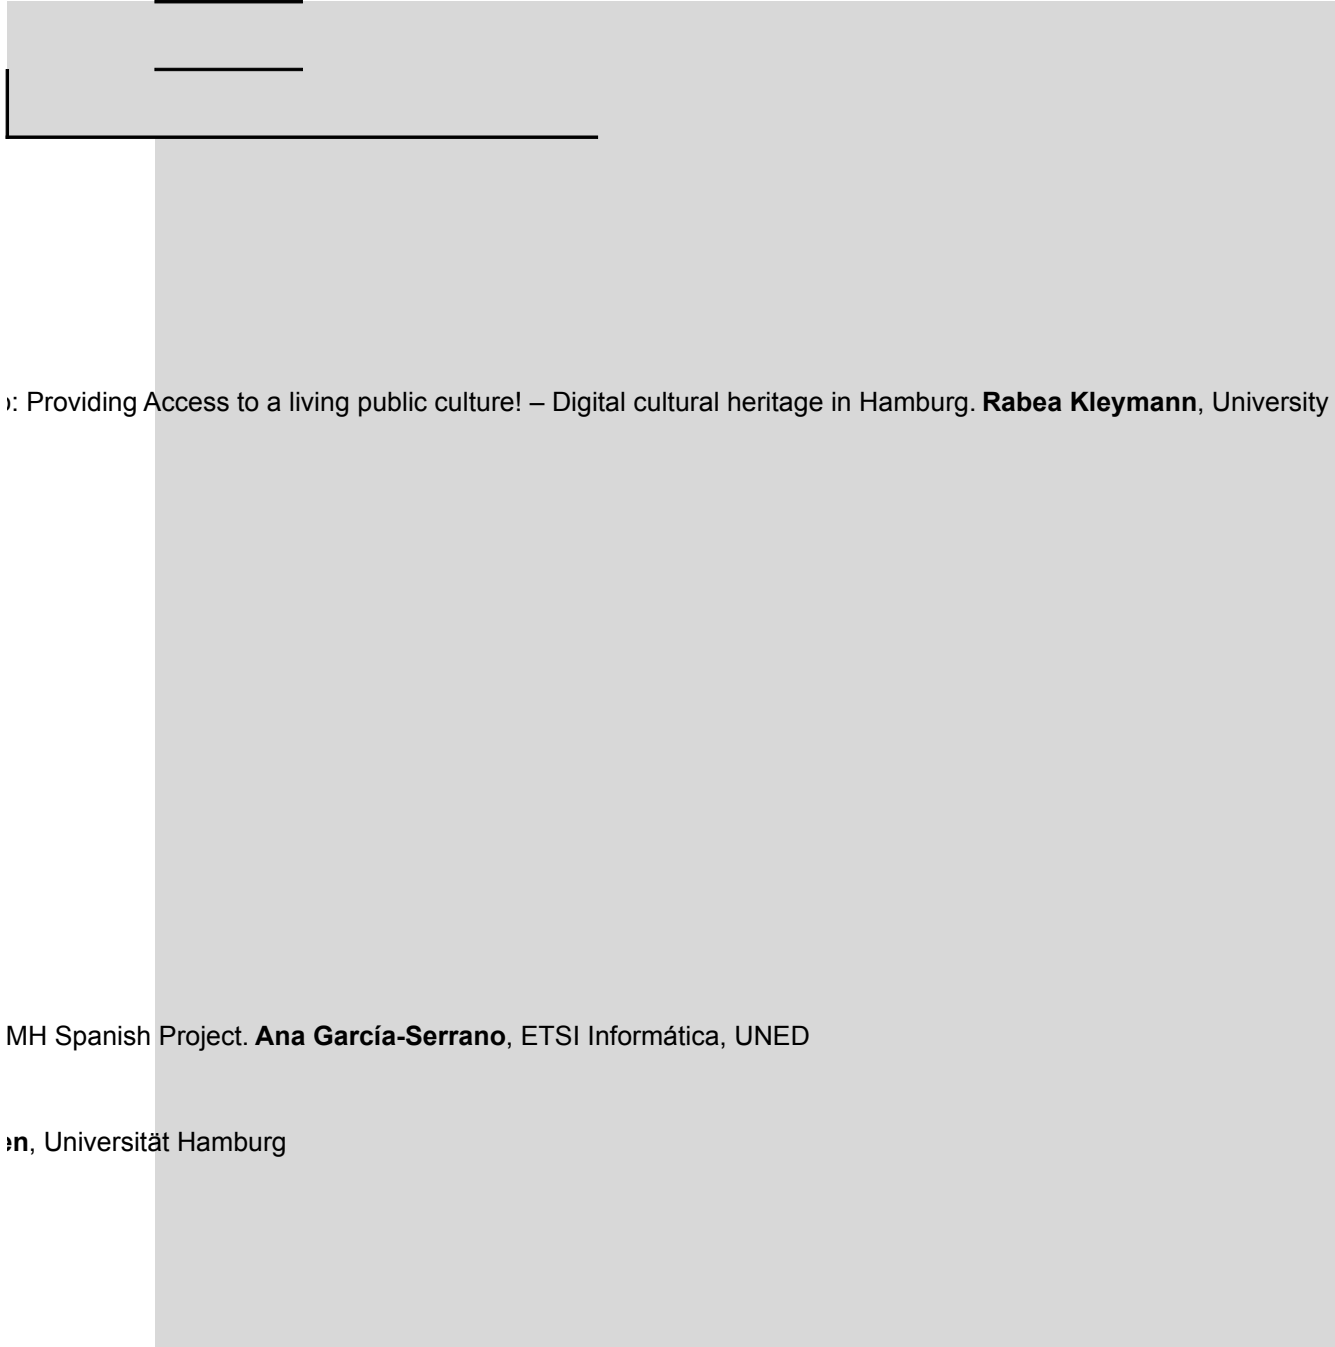 : Providing Access to a living public culture! – Digital cultural heritage in Hamburg. Rabea Kleymann, University
MH Spanish Project. Ana García-Serrano, ETSI Informática, UNED
en, Universität Hamburg